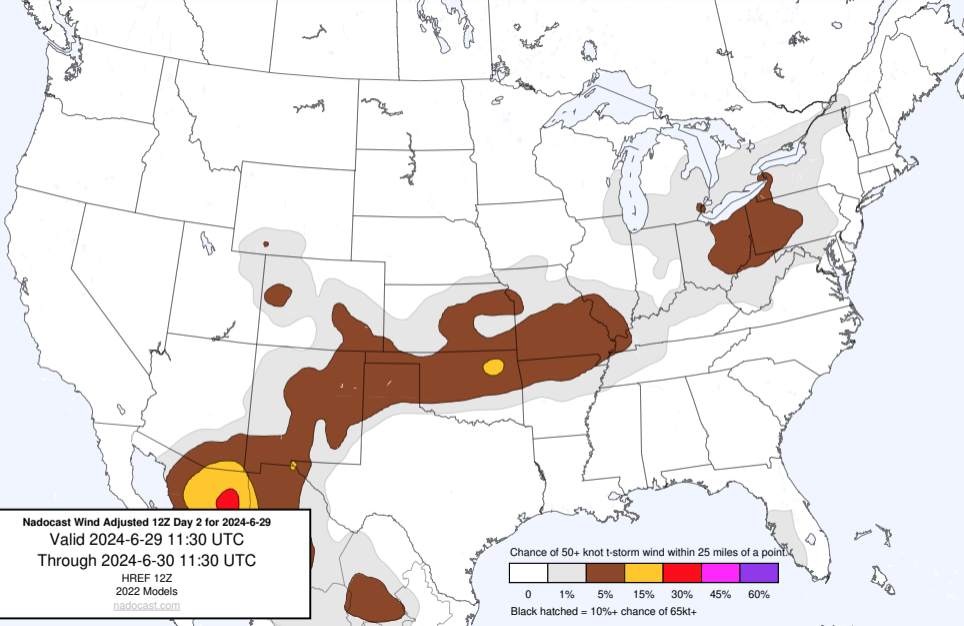 Nadocast Wind Adjusted 12Z Day 2 for 2024-6-29
Valid 2024-6-29 11:30 UTC
Through 2024-6-30 11:30 UTC
HREF 12Z
2022 Models
nadocast.com
Chance of 50+ knot t-storm wind within 25 miles of a point.
0 1% 5% 15% 30% 45% 60%
Black hatched = 10%+ chance of 65kt+